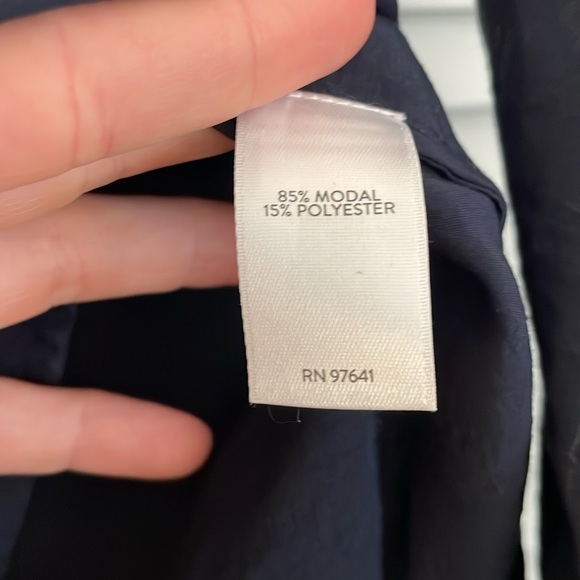 85% MODAL
15% POLYESTER
RN 97641